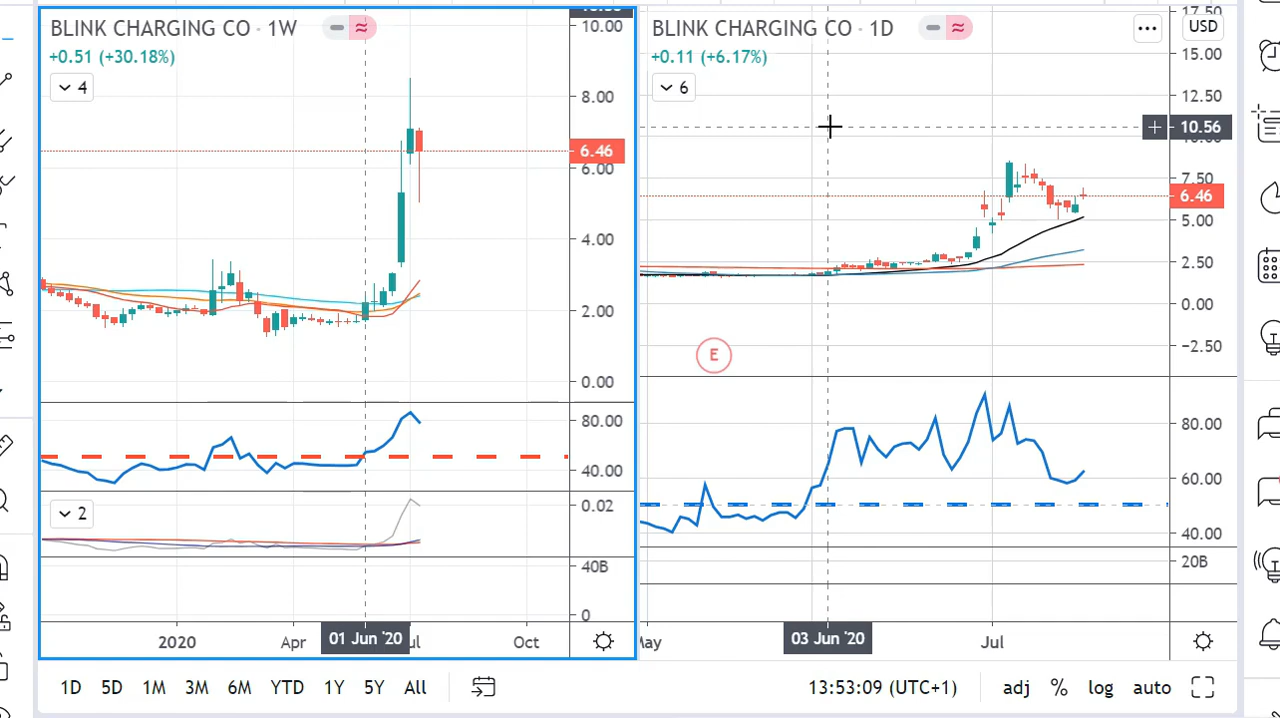 BLINK CHARGING CO · 1W
+0.51 (+30.18%)
4
10.00
8.00
6.46
6.00
4.00
2.00
0.00
80.00
40.00
2
0.02
40B
0
2020
Apr
01 Jun '20
Oct
BLINK CHARGING CO · 1D
+0.11 (+6.17%)
6
USD
17.50
15.00
12.50
10.56
10.00
7.50
6.46
5.00
2.50
0.00
−2.50
E
80.00
60.00
40.00
20B
May
03 Jun '20
Jul
1D 5D 1M 3M 6M YTD 1Y 5Y All
13:53:09 (UTC+1) adj % log auto